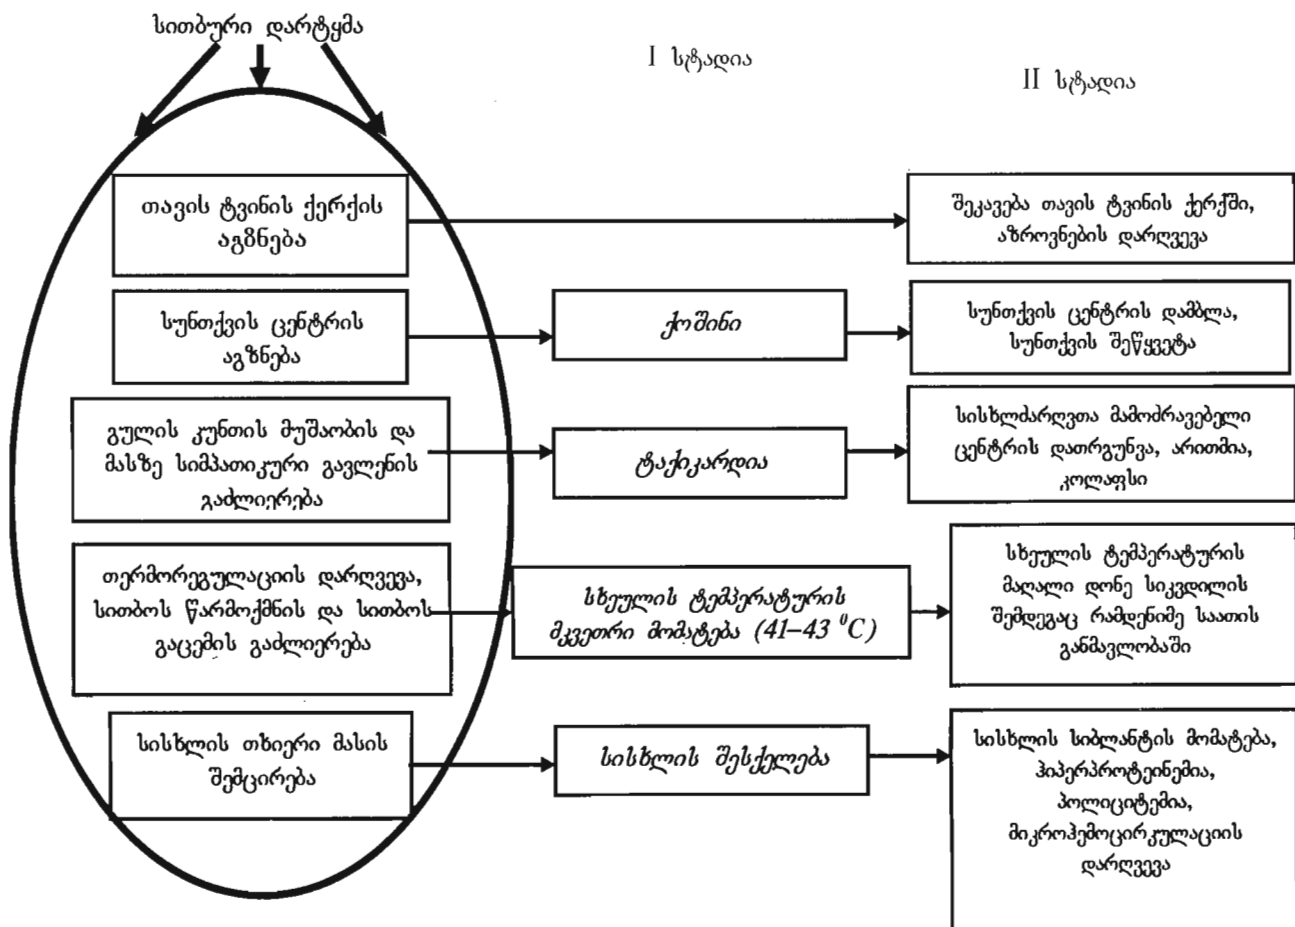 სითბური დარტყმა
I სტადია
II სტადია
თავის ტვინის ქერქის
აგზნება
შეკავება თავის ტვინის ქერქში,
აზროვნების დარღვევა
სუნთქვის ცენტრის
აგზნება
ქოშინი
სუნთქვის ცენტრის დამბლა,
სუნთქვის შეწყვეტა
გულის კუნთის მუშაობის და
მასზე სიმპათიკური გავლენის
გაძლიერება
ტაქიკარდია
სისხლძარღვთა მამოძრავებელი
ცენტრის დათრგუნვა, არითმია,
კოლაფსი
თერმორეგულაციის დარღვევა,
სითბოს წარმოქმნის და სითბოს
გაცემის გაძლიერება
სხეულის ტემპერატურის
მკვეთრი მომატება (41–43 ⁰C)
სხეულის ტემპერატურის
მაღალი დონე სიკვდილის
შემდეგაც რამდენიმე საათის
განმავლობაში
სისხლის თხიერი მასის
შემცირება
სისხლის შესქელება
სისხლის სიბლანტის მომატება,
ჰიპერპროტეინემია,
პოლიციტემია,
მიკროჰემოცირკულაციის
დარღვევა